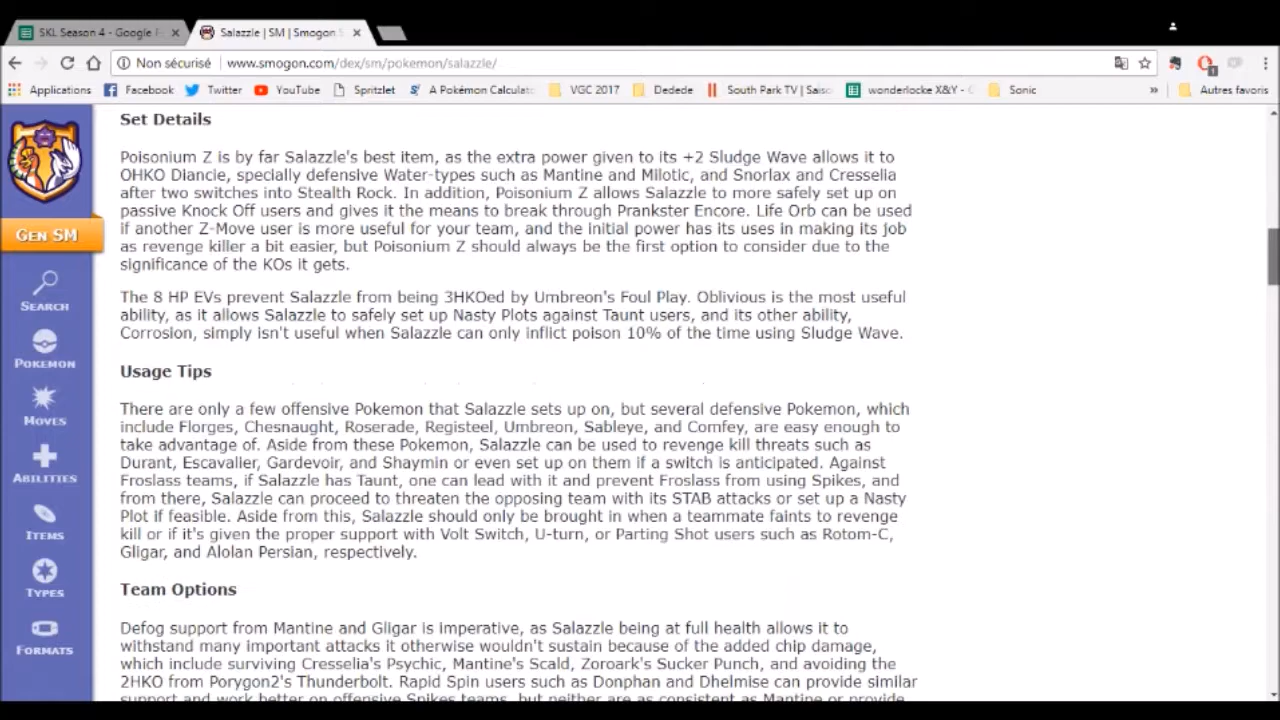 SKL Season 4 - Google F
Salazzle | SM | Smogon S
Non sécurisé
www.smogon.com/dex/sm/pokemon/salazzle/
Applications
Facebook
Twitter
YouTube
Spritzlet
A Pokémon Calculato
VGC 2017
Dedede
South Park TV | Saiso
wonderlocke X&Y - G
Sonic
»
Autres favoris
GEN SM
SEARCH
POKEMON
MOVES
ABILITIES
ITEMS
TYPES
FORMATS
Set Details
Poisonium Z is by far Salazzle's best item, as the extra power given to its +2 Sludge Wave allows it to
OHKO Diancie, specially defensive Water-types such as Mantine and Milotic, and Snorlax and Cresselia
after two switches into Stealth Rock. In addition, Poisonium Z allows Salazzle to more safely set up on
passive Knock Off users and gives it the means to break through Prankster Encore. Life Orb can be used
if another Z-Move user is more useful for your team, and the initial power has its uses in making its job
as revenge killer a bit easier, but Poisonium Z should always be the first option to consider due to the
significance of the KOs it gets.
The 8 HP EVs prevent Salazzle from being 3HKOed by Umbreon's Foul Play. Oblivious is the most useful
ability, as it allows Salazzle to safely set up Nasty Plots against Taunt users, and its other ability,
Corrosion, simply isn't useful when Salazzle can only inflict poison 10% of the time using Sludge Wave.
Usage Tips
There are only a few offensive Pokemon that Salazzle sets up on, but several defensive Pokemon, which
include Florges, Chesnaught, Roserade, Registeel, Umbreon, Sableye, and Comfey, are easy enough to
take advantage of. Aside from these Pokemon, Salazzle can be used to revenge kill threats such as
Durant, Escavalier, Gardevoir, and Shaymin or even set up on them if a switch is anticipated. Against
Froslass teams, if Salazzle has Taunt, one can lead with it and prevent Froslass from using Spikes, and
from there, Salazzle can proceed to threaten the opposing team with its STAB attacks or set up a Nasty
Plot if feasible. Aside from this, Salazzle should only be brought in when a teammate faints to revenge
kill or if it's given the proper support with Volt Switch, U-turn, or Parting Shot users such as Rotom-C,
Gligar, and Alolan Persian, respectively.
Team Options
Defog support from Mantine and Gligar is imperative, as Salazzle being at full health allows it to
withstand many important attacks it otherwise wouldn't sustain because of the added chip damage,
which include surviving Cresselia's Psychic, Mantine's Scald, Zoroark's Sucker Punch, and avoiding the
2HKO from Porygon2's Thunderbolt. Rapid Spin users such as Donphan and Dhelmise can provide similar
support and work better on offensive Spikes teams, but neither are as consistent as Mantine or provide